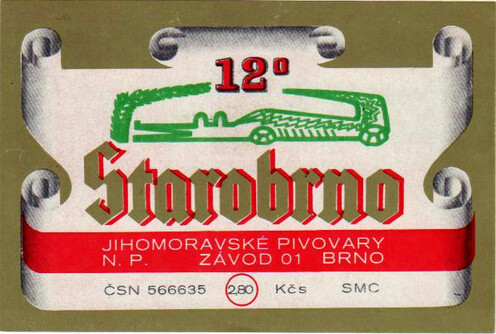 12°
Starobrno
JIHOMORAVSKÉ PIVOVARY
N. P. ZÁVOD 01 BRNO
ČSN 566635 2,80 Kčs SMC